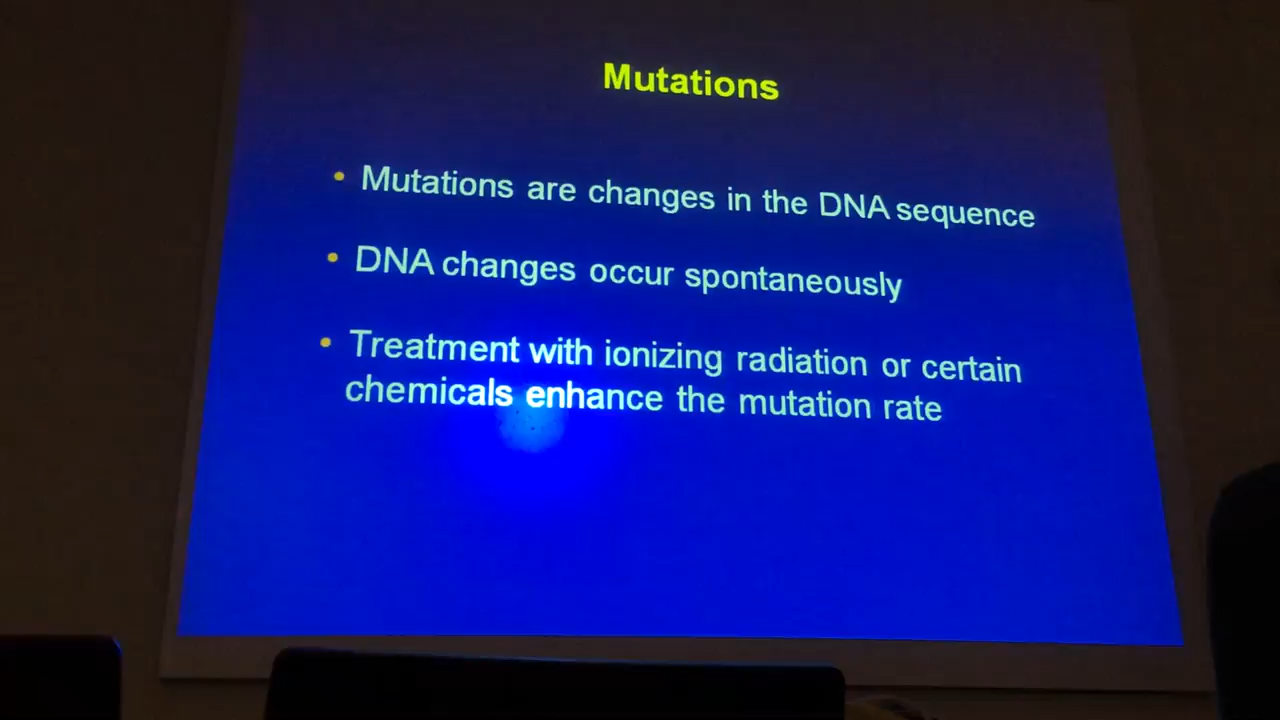 Mutations
• Mutations are changes in the DNA sequence
• DNA changes occur spontaneously
• Treatment with ionizing radiation or certain
chemicals enhance the mutation rate